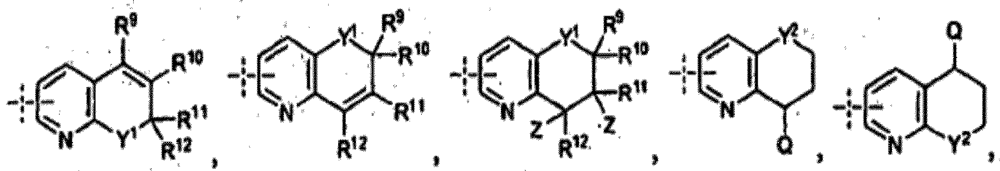 R⁹ R¹⁰ R¹¹ R¹² Y¹ N ,
Y¹ R⁹ R¹⁰ R¹¹ R¹² N ,
Y¹ R⁹ R¹⁰ R¹¹ Z Z R¹² N ,
Y² N Q ,
Q N Y² ,